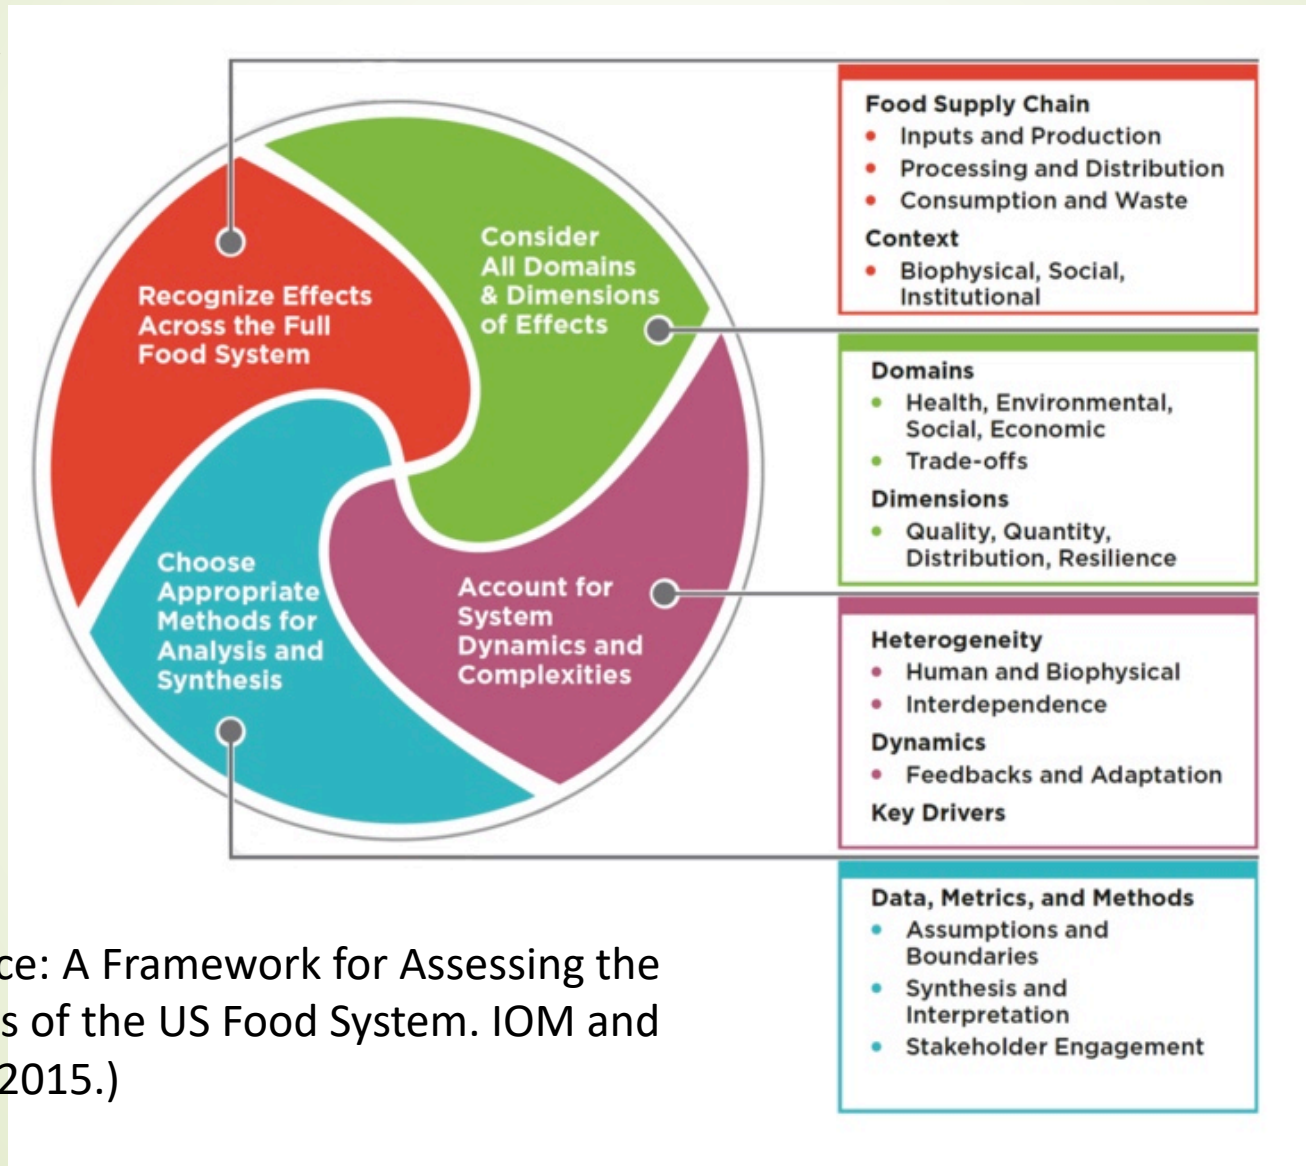 Recognize Effects
Across the Full
Food System
Consider
All Domains
& Dimensions
of Effects
Choose
Appropriate
Methods for
Analysis and
Synthesis
Account for
System
Dynamics and
Complexities
Food Supply Chain
• Inputs and Production
• Processing and Distribution
• Consumption and Waste
Context
• Biophysical, Social,
Institutional
Domains
• Health, Environmental,
Social, Economic
• Trade-offs
Dimensions
• Quality, Quantity,
Distribution, Resilience
Heterogeneity
• Human and Biophysical
• Interdependence
Dynamics
• Feedbacks and Adaptation
Key Drivers
Data, Metrics, and Methods
• Assumptions and
Boundaries
• Synthesis and
Interpretation
• Stakeholder Engagement
ce: A Framework for Assessing the
s of the US Food System. IOM and
2015.)